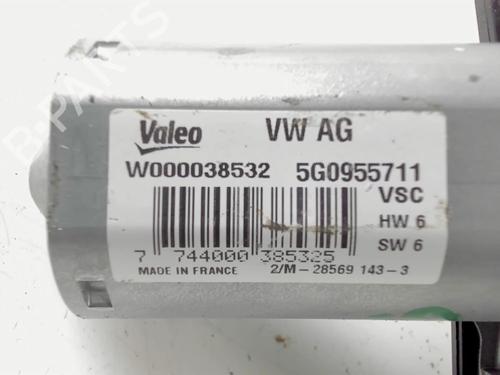 B-PARTS
Valeo VW AG
W000038532 5G0955711
VSC
HW 6
SW 6
7 744000 385325
MADE IN FRANCE 2/M-28569 143-3